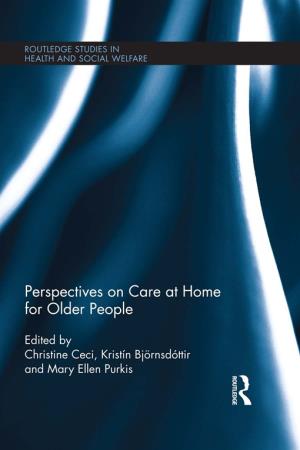 ROUTLEDGE STUDIES IN
HEALTH AND SOCIAL WELFARE
Perspectives on Care at Home
for Older People
Edited by
Christine Ceci, Kristín Björnsdóttir
and Mary Ellen Purkis
ROUTLEDGE